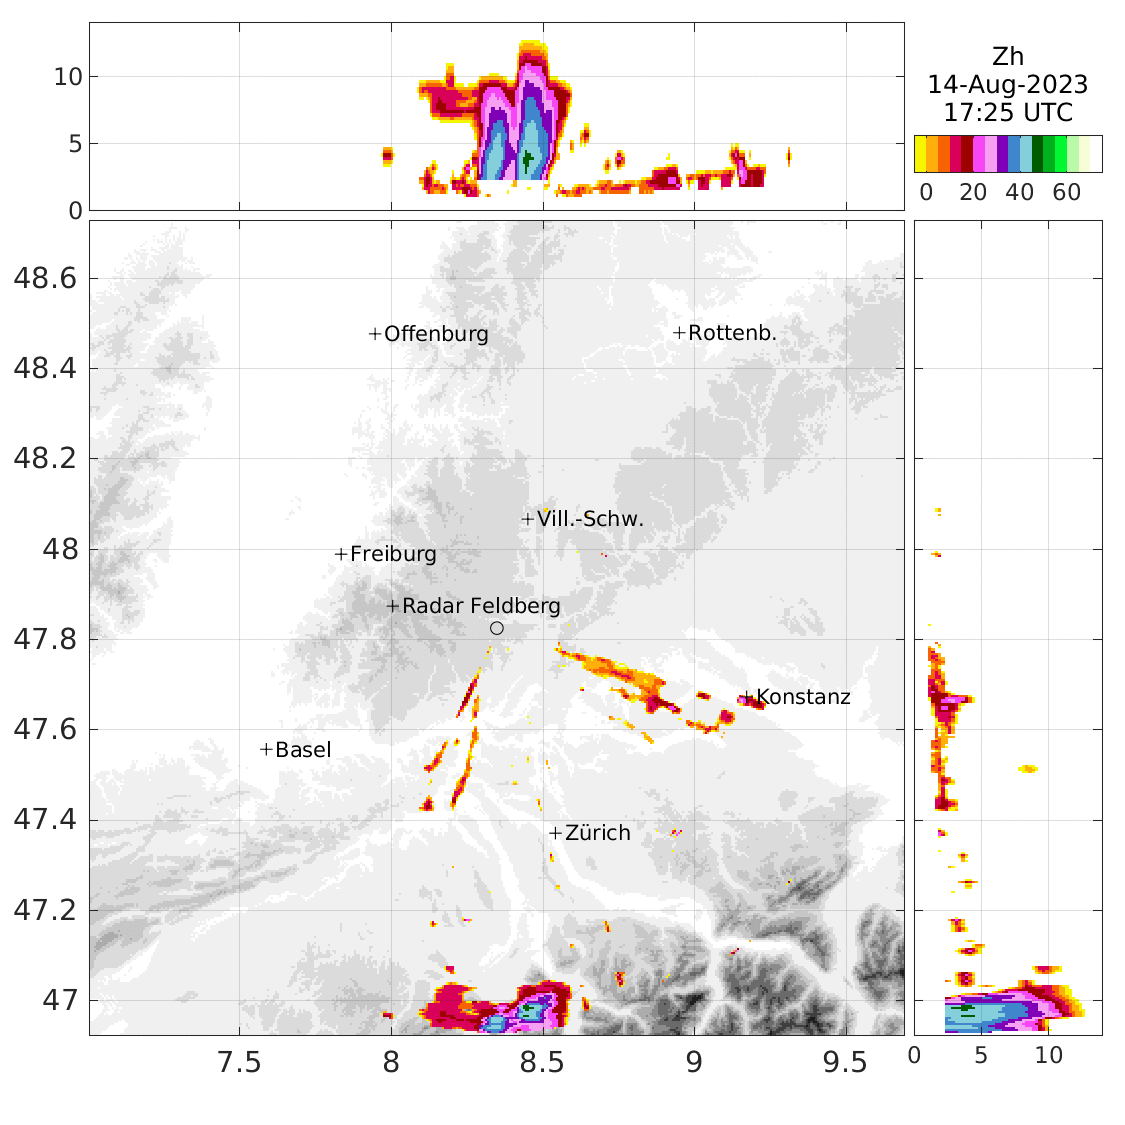 10
5
0
Zh
14-Aug-2023
17:25 UTC
0 20 40 60
48.6
48.4
48.2
48
47.8
47.6
47.4
47.2
47
+Offenburg
+Rottenb.
+Vill.-Schw.
+Freiburg
+Radar Feldberg
+Konstanz
+Basel
+Zürich
7.5 8 8.5 9 9.5
0 5 10